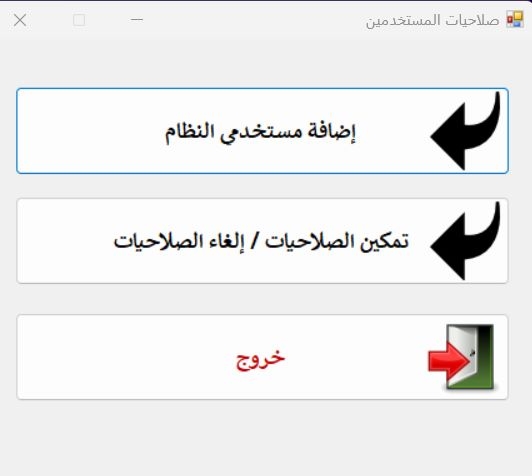 صلاحيات المستخدمين
إضافة مستخدمي النظام
تمكين الصلاحيات / إلغاء الصلاحيات
خروج